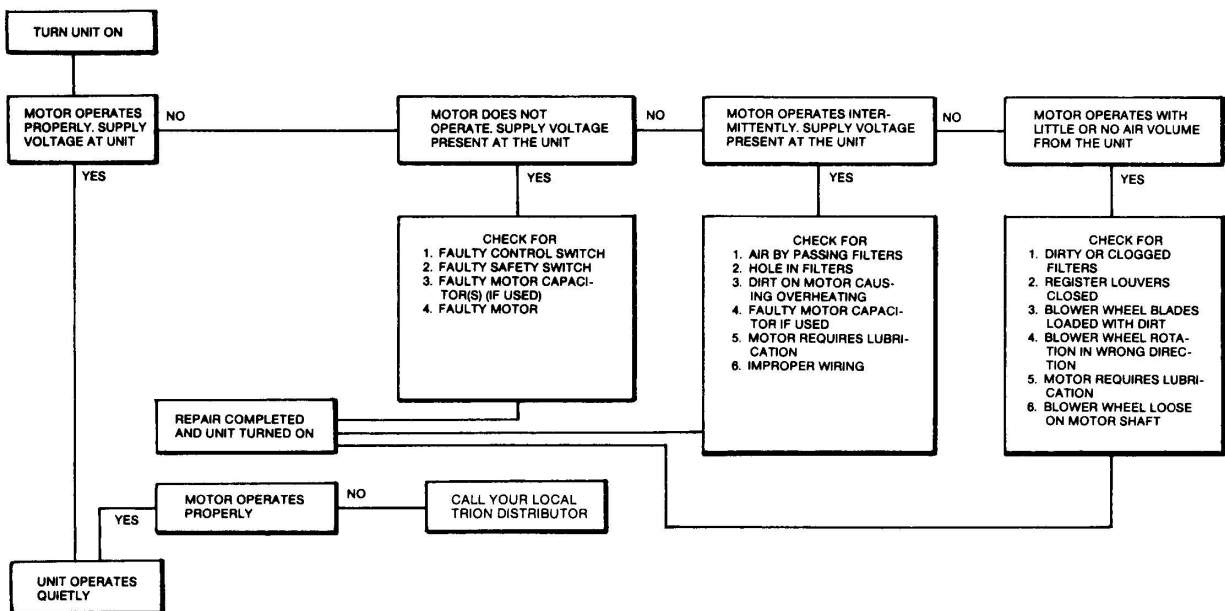 TURN UNIT ON
MOTOR OPERATES
PROPERLY. SUPPLY
VOLTAGE AT UNIT
NO
MOTOR DOES NOT
OPERATE. SUPPLY VOLTAGE
PRESENT AT THE UNIT
NO
MOTOR OPERATES INTER-
MITTENTLY. SUPPLY VOLTAGE
PRESENT AT THE UNIT
NO
MOTOR OPERATES WITH
LITTLE OR NO AIR VOLUME
FROM THE UNIT
YES
YES
YES
YES
CHECK FOR
1. FAULTY CONTROL SWITCH
2. FAULTY SAFETY SWITCH
3. FAULTY MOTOR CAPACI-
TOR(S) (IF USED)
4. FAULTY MOTOR
CHECK FOR
1. AIR BY PASSING FILTERS
2. HOLE IN FILTERS
3. DIRT ON MOTOR CAUS-
ING OVERHEATING
4. FAULTY MOTOR CAPACI-
TOR IF USED
5. MOTOR REQUIRES LUBRI-
CATION
6. IMPROPER WIRING
CHECK FOR
1. DIRTY OR CLOGGED
FILTERS
2. REGISTER LOUVERS
CLOSED
3. BLOWER WHEEL BLADES
LOADED WITH DIRT
4. BLOWER WHEEL ROTA-
TION IN WRONG DIREC-
TION
5. MOTOR REQUIRES LUBRI-
CATION
6. BLOWER WHEEL LOOSE
ON MOTOR SHAFT
REPAIR COMPLETED
AND UNIT TURNED ON
MOTOR OPERATES
PROPERLY
NO
CALL YOUR LOCAL
TRION DISTRIBUTOR
YES
UNIT OPERATES
QUIETLY